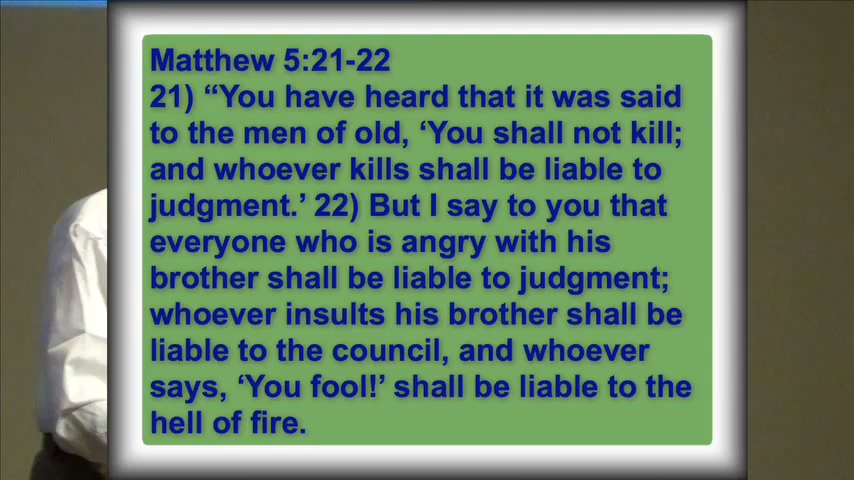 Matthew 5:21-22
21) “You have heard that it was said
to the men of old, ‘You shall not kill;
and whoever kills shall be liable to
judgment.’ 22) But I say to you that
everyone who is angry with his
brother shall be liable to judgment;
whoever insults his brother shall be
liable to the council, and whoever
says, ‘You fool!’ shall be liable to the
hell of fire.